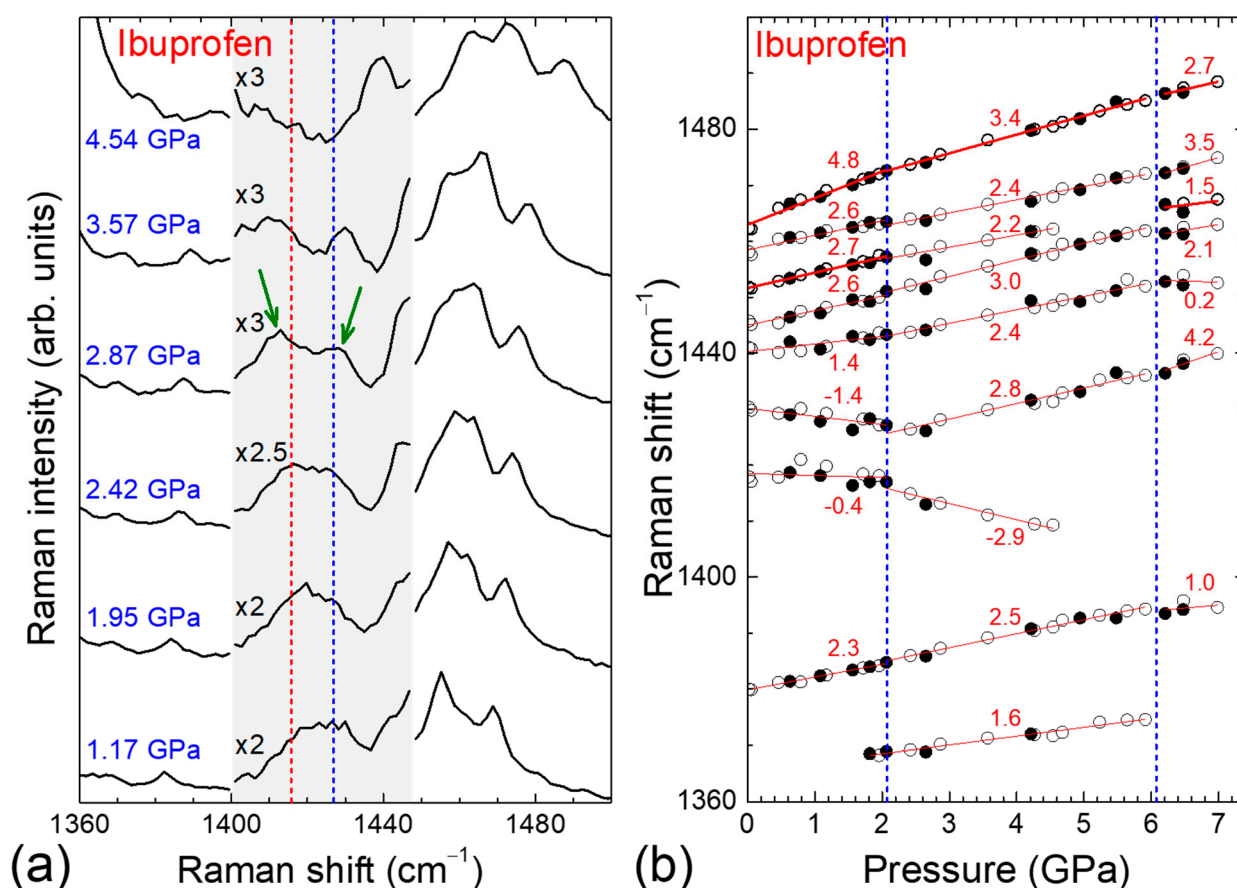 Ibuprofen
x3
4.54 GPa
x3
3.57 GPa
x3
2.87 GPa
x2.5
2.42 GPa
x2
1.95 GPa
x2
1.17 GPa
Raman intensity (arb. units)
1360 1400 1440 1480
(a) Raman shift (cm⁻¹)
Ibuprofen
2.7
3.4
4.8
3.5
2.4
1.5
2.6
2.2
2.7
2.1
2.6
3.0
0.2
2.4
1.4
4.2
-1.4
2.8
-0.4
-2.9
1.0
2.5
2.3
1.6
1480
1440
1400
1360
Raman shift (cm⁻¹)
0 1 2 3 4 5 6 7
(b) Pressure (GPa)